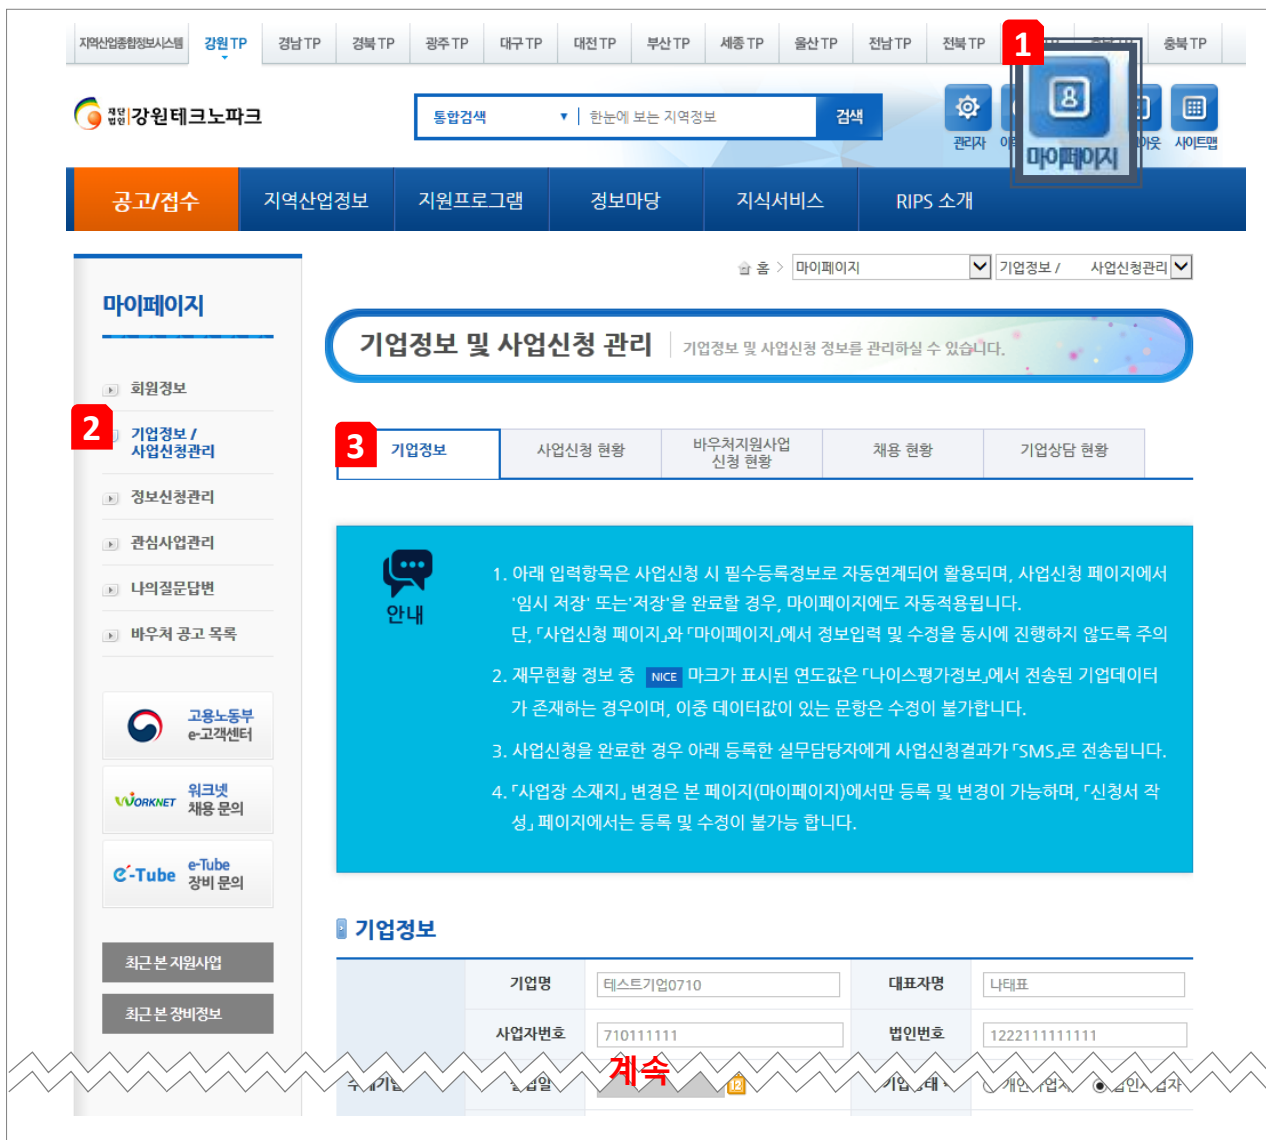 지역산업종합정보시스템 강원TP 경남TP 경북TP 광주TP 대구TP 대전TP 부산TP 세종TP 울산TP 전남TP 전북TP 충북TP
1
재단법인 강원테크노파크
통합검색 ▼ 한눈에 보는 지역정보 검색
관리자 마이페이지 사이트맵
공고/접수 지역산업정보 지원프로그램 정보마당 지식서비스 RIPS 소개
홈 > 마이페이지 기업정보 / 사업신청관리
마이페이지
기업정보 및 사업신청 관리 기업정보 및 사업신청 정보를 관리하실 수 있습니다.
회원정보
2 기업정보 /
사업신청관리
정보신청관리
관심사업관리
나의질문답변
바우처 공고 목록
고용노동부
e-고객센터
WORKNET 워크넷
채용 문의
e-Tube e-Tube
장비 문의
최근 본 지원사업
최근 본 장비정보
3 기업정보 사업신청 현황 바우처지원사업
신청 현황 채용 현황 기업상담 현황
안내
1. 아래 입력항목은 사업신청 시 필수등록정보로 자동연계되어 활용되며, 사업신청 페이지에서
'임시 저장' 또는'저장'을 완료할 경우, 마이페이지에도 자동적용됩니다.
단, 「사업신청 페이지」와 「마이페이지」에서 정보입력 및 수정을 동시에 진행하지 않도록 주의
2. 재무현황 정보 중 NICE 마크가 표시된 연도값은 「나이스평가정보」에서 전송된 기업데이터
가 존재하는 경우이며, 이중 데이터값이 있는 문항은 수정이 불가합니다.
3. 사업신청을 완료한 경우 아래 등록한 실무담당자에게 사업신청결과가 「SMS」로 전송됩니다.
4. 「사업장 소재지」 변경은 본 페이지(마이페이지)에서만 등록 및 변경이 가능하며, 「신청서 작
성」 페이지에서는 등록 및 수정이 불가능 합니다.
기업정보
기업명 테스트기업0710 대표자명 나태표
사업자번호 710111111 법인번호 1222111111111
계속